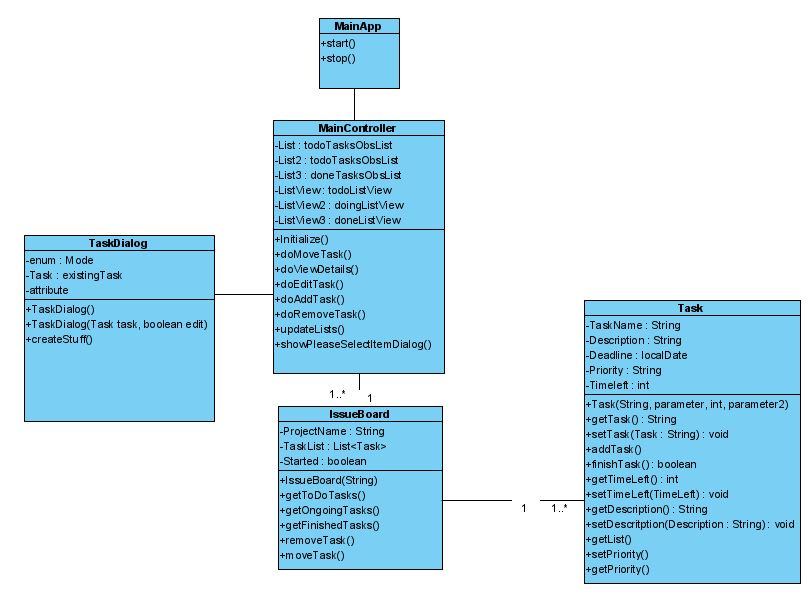 MainApp
+start()
+stop()
MainController
-List : todoTasksObsList
-List2 : todoTasksObsList
-List3 : doneTasksObsList
-ListView : todoListView
-ListView2 : doingListView
-ListView3 : doneListView
+Initialize()
+doMoveTask()
+doViewDetails()
+doEditTask()
+doAddTask()
+doRemoveTask()
+updateLists()
+showPleaseSelectItemDialog()
TaskDialog
-enum : Mode
-Task : existingTask
-attribute
+TaskDialog()
+TaskDialog(Task task, boolean edit)
+createStuff()
1..*
1
IssueBoard
-ProjectName : String
-TaskList : List<Task>
-Started : boolean
+IssueBoard(String)
+getToDoTasks()
+getOngoingTasks()
+getFinishedTasks()
+removeTask()
+moveTask()
1
1..*
Task
-TaskName : String
-Description : String
-Deadline : localDate
-Priority : String
-Timeleft : int
+Task(String, parameter, int, parameter2)
+getTask() : String
+setTask(Task : String) : void
+addTask()
+finishTask() : boolean
+getTimeLeft() : int
+setTimeLeft(TimeLeft) : void
+getDescription() : String
+setDescritption(Description : String) : void
+getList()
+setPriority()
+getPriority()